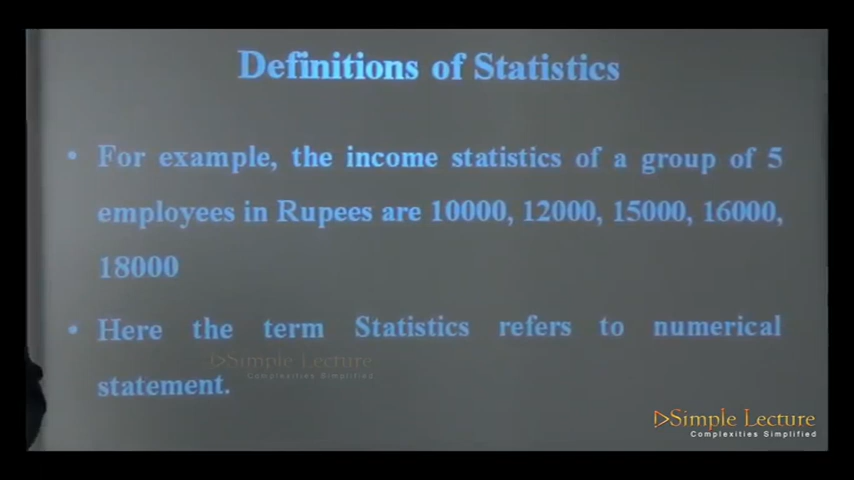 Definitions of Statistics
• For example, the income statistics of a group of 5
employees in Rupees are 10000, 12000, 15000, 16000,
18000
• Here the term Statistics refers to numerical
statement.
Simple Lecture
Complexities Simplified
Simple Lecture
Complexities Simplified